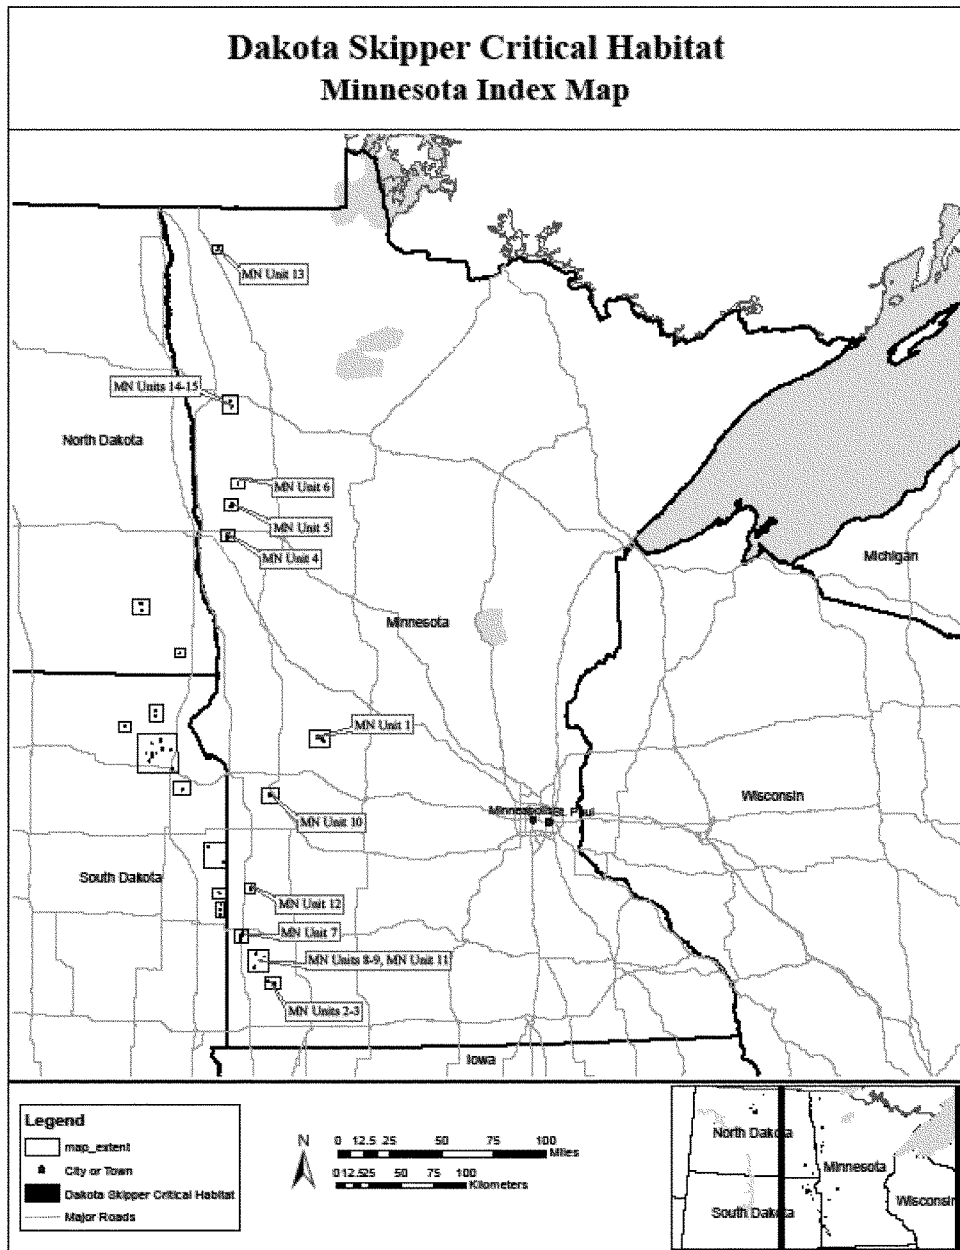 Dakota Skipper Critical Habitat
Minnesota Index Map
MN Unit 13
MN Units 14-15
North Dakota
MN Unit 6
MN Unit 5
MN Unit 4
Michigan
Minnesota
MN Unit 1
Wisconsin
MN Unit 10
South Dakota
MN Unit 12
MN Unit 7
MN Units 8-9, MN Unit 11
MN Units 2-3
Iowa
Legend
map_extent
City or Town
Dakota Skipper Critical Habitat
Major Roads
N
0 12.5 25 50 75 100
Miles
0 12.5 25 50 75 100
Kilometers
North Dakota
Minnesota
South Dakota
Wisconsin